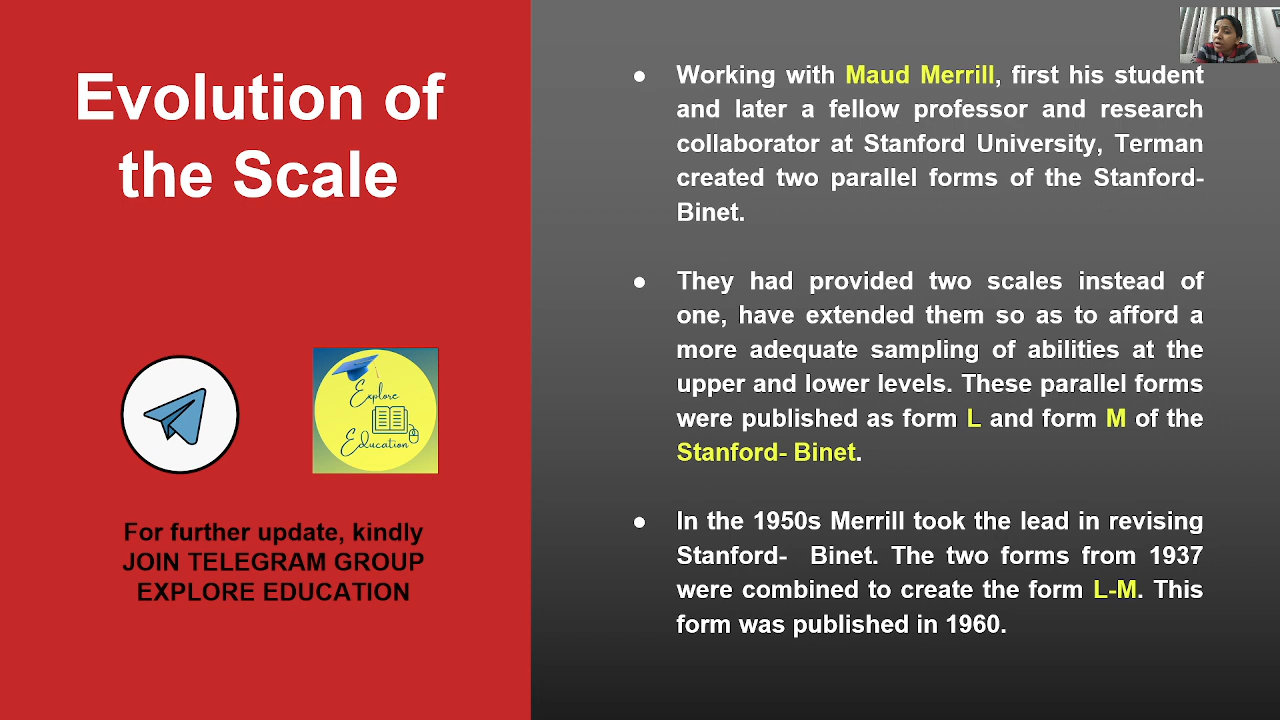 Evolution of
the Scale
Explore
Education
For further update, kindly
JOIN TELEGRAM GROUP
EXPLORE EDUCATION
● Working with Maud Merrill, first his student
and later a fellow professor and research
collaborator at Stanford University, Terman
created two parallel forms of the Stanford-
Binet.
● They had provided two scales instead of
one, have extended them so as to afford a
more adequate sampling of abilities at the
upper and lower levels. These parallel forms
were published as form L and form M of the
Stanford- Binet.
● In the 1950s Merrill took the lead in revising
Stanford- Binet. The two forms from 1937
were combined to create the form L-M. This
form was published in 1960.